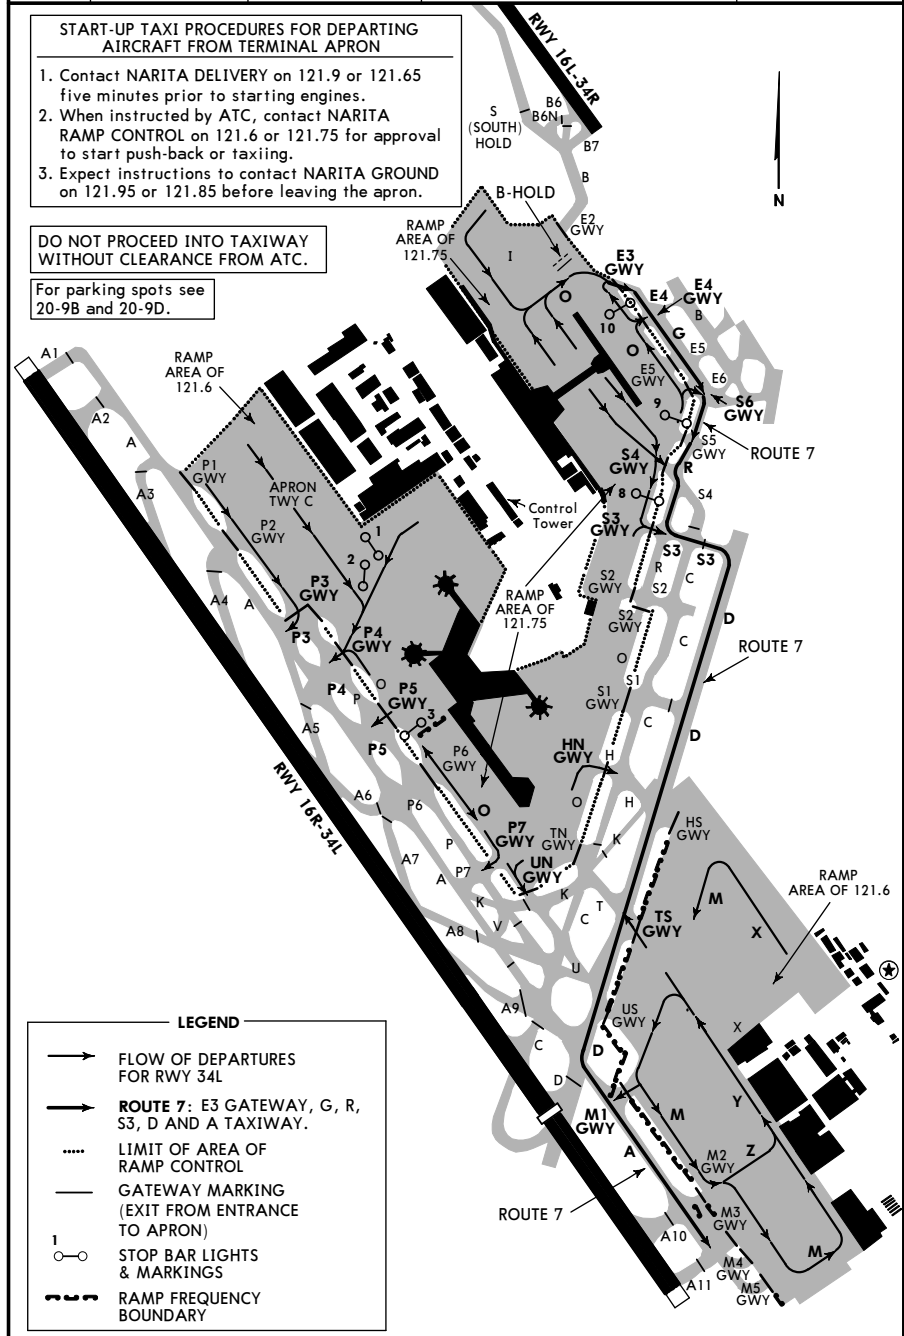 START-UP TAXI PROCEDURES FOR DEPARTING
AIRCRAFT FROM TERMINAL APRON
1. Contact NARITA DELIVERY on 121.9 or 121.65
five minutes prior to starting engines.
2. When instructed by ATC, contact NARITA
RAMP CONTROL on 121.6 or 121.75 for approval
to start push-back or taxiing.
3. Expect instructions to contact NARITA GROUND
on 121.95 or 121.85 before leaving the apron.
DO NOT PROCEED INTO TAXIWAY
WITHOUT CLEARANCE FROM ATC.
For parking spots see
20-9B and 20-9D.
RWY 16L-34R
B6
B6N
S
(SOUTH)
HOLD
B7
B
N
B-HOLD
E2
GWY
RAMP
AREA OF
121.75
I
E3
GWY
E4
GWY
E4
B
O
10
G
E5
O
E5
GWY
E6
S6
GWY
9
S5
GWY
ROUTE 7
R
S4
GWY
8
S4
S3
GWY
S3
S3
A1
RAMP
AREA OF
121.6
A2
A
A3
P1
GWY
APRON
TWY C
P2
GWY
Control
Tower
1
2
S2
GWY
R
S2
C
A4
A
P3
GWY
P3
RAMP
AREA OF
121.75
S2
GWY
D
C
P4
GWY
O
S1
ROUTE 7
P4
P
O
P5
GWY
S1
GWY
3
A5
P5
C
D
P6
GWY
HN
GWY
H
RWY 16R-34L
A6
P6
O
O
H
P7
GWY
TN
GWY
K
HS
GWY
A7
P
P7
A
UN
GWY
K
K
C
T
V
A8
M
X
RAMP
AREA OF 121.6
TS
GWY
U
A9
US
GWY
X
C
D
D
M1
GWY
M
Y
A
M2
GWY
Z
ROUTE 7
M3
GWY
A10
M
M4
GWY
A11
M5
GWY
LEGEND
FLOW OF DEPARTURES
FOR RWY 34L
ROUTE 7: E3 GATEWAY, G, R,
S3, D AND A TAXIWAY.
LIMIT OF AREA OF
RAMP CONTROL
GATEWAY MARKING
(EXIT FROM ENTRANCE
TO APRON)
1
STOP BAR LIGHTS
& MARKINGS
RAMP FREQUENCY
BOUNDARY